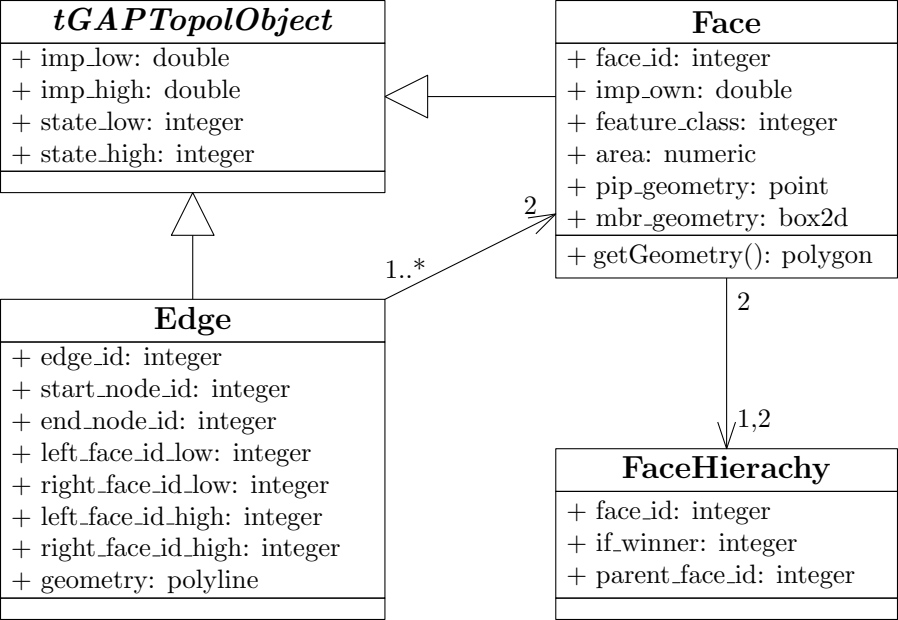 tGAPTopolObject
+ imp_low: double
+ imp_high: double
+ state_low: integer
+ state_high: integer
Face
+ face_id: integer
+ imp_own: double
+ feature_class: integer
+ area: numeric
+ pip_geometry: point
+ mbr_geometry: box2d
+ getGeometry(): polygon
2
1..*
Edge
+ edge_id: integer
+ start_node_id: integer
+ end_node_id: integer
+ left_face_id_low: integer
+ right_face_id_low: integer
+ left_face_id_high: integer
+ right_face_id_high: integer
+ geometry: polyline
2
1,2
FaceHierachy
+ face_id: integer
+ if_winner: integer
+ parent_face_id: integer